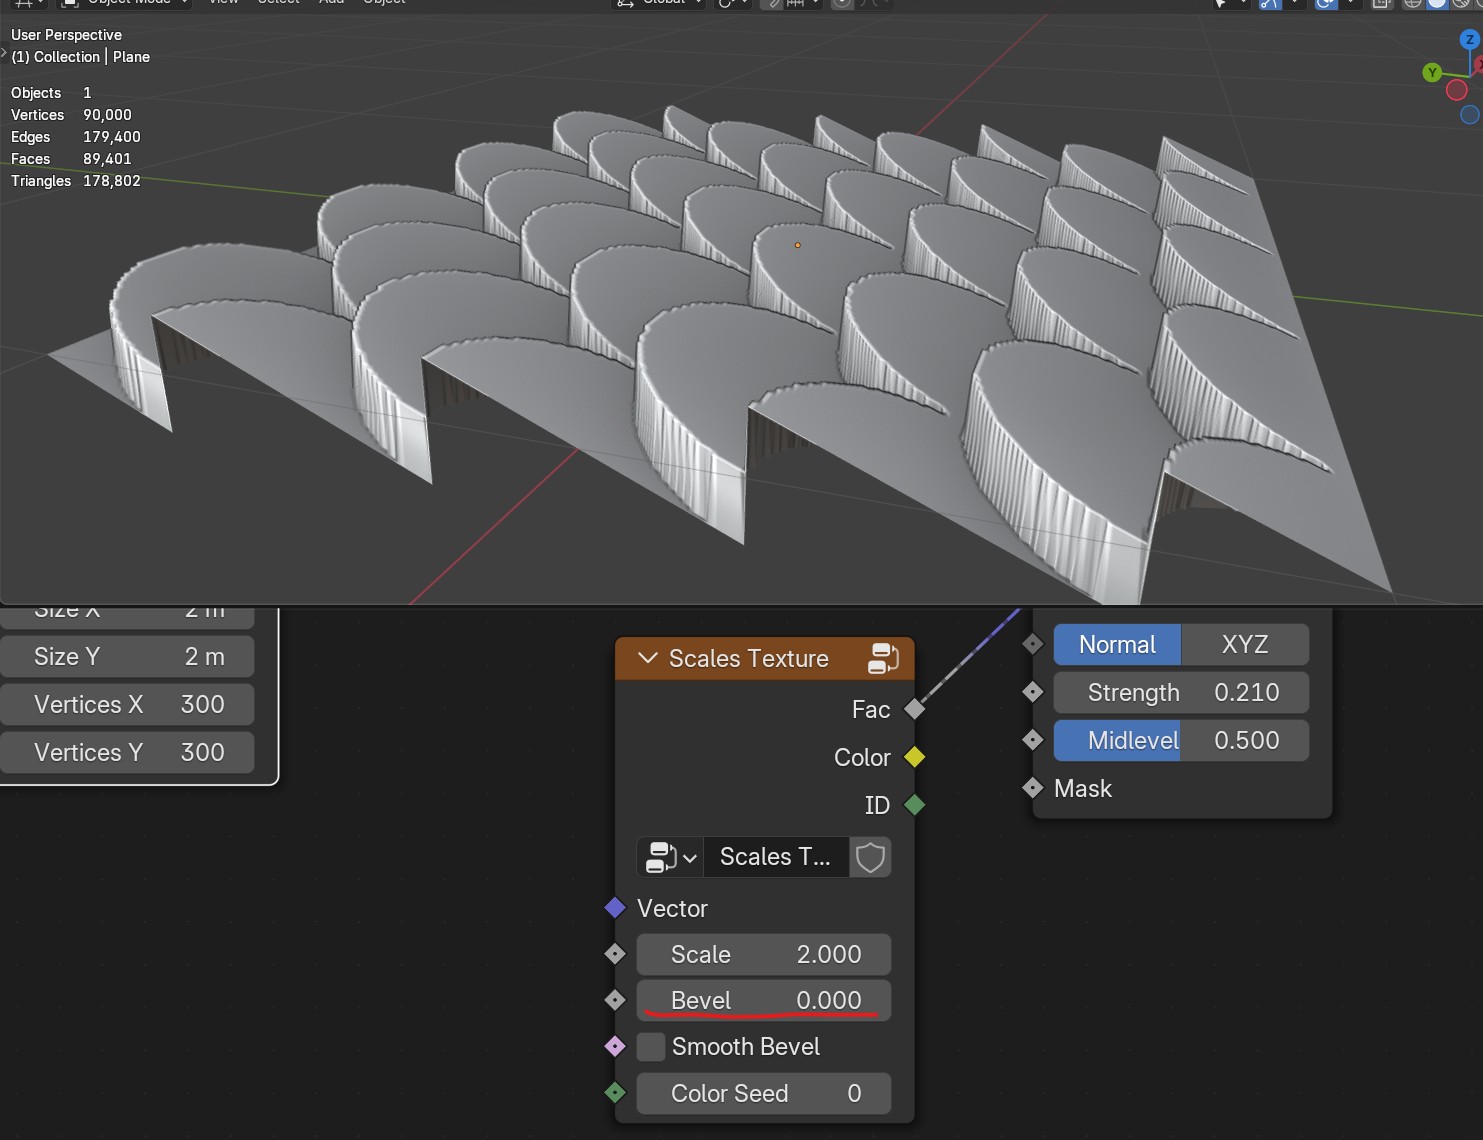 Object Mode View Select Add Object Global
User Perspective
(1) Collection | Plane
Objects 1
Vertices 90,000
Edges 179,400
Faces 89,401
Triangles 178,802
Z
Y
X
Size X 2 m
Size Y 2 m
Vertices X 300
Vertices Y 300
Scales Texture
Fac
Color
ID
Scales T...
Vector
Scale 2.000
Bevel 0.000
Smooth Bevel
Color Seed 0
Normal XYZ
Strength 0.210
Midlevel 0.500
Mask